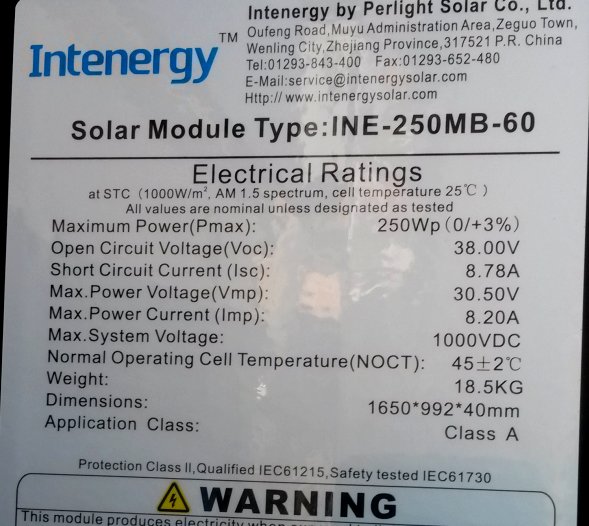 Intenergy by Perlight Solar Co., Ltd.
Intenergy™
Oufeng Road,Muyu Administration Area,Zeguo Town,
Wenling City,Zhejiang Province,317521 P.R. China
Tel:01293-843-400 Fax:01293-652-480
E-Mail:service@intenergysolar.com
Http://www.intenergysolar.com
Solar Module Type:INE-250MB-60
Electrical Ratings
at STC (1000W/m², AM 1.5 spectrum, cell temperature 25℃)
All values are nominal unless designated as tested
Maximum Power(Pmax): 250Wp(0/+3%)
Open Circuit Voltage(Voc): 38.00V
Short Circuit Current (Isc): 8.78A
Max.Power Voltage(Vmp): 30.50V
Max.Power Current (Imp): 8.20A
Max.System Voltage: 1000VDC
Normal Operating Cell Temperature(NOCT): 45±2℃
Weight: 18.5KG
Dimensions: 1650*992*40mm
Application Class: Class A
Protection Class II,Qualified IEC61215,Safety tested IEC61730
WARNING
This module produces electricity when